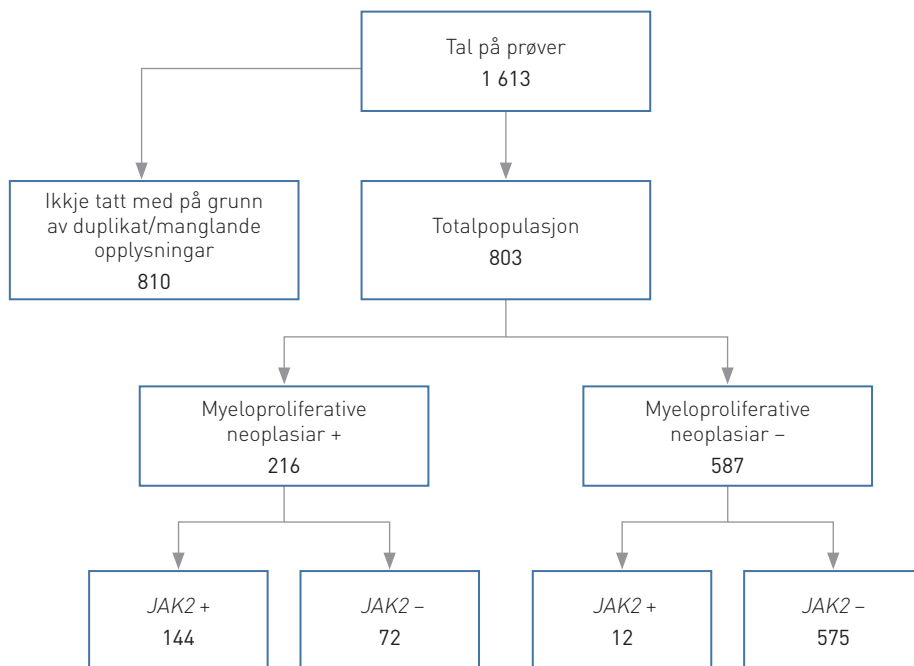 Tal på prøver
1 613
Ikkje tatt med på grunn
av duplikat/manglande
opplysningar
810
Totalpopulasjon
803
Myeloproliferative
neoplasiar +
216
Myeloproliferative
neoplasiar –
587
JAK2 +
144
JAK2 –
72
JAK2 +
12
JAK2 –
575